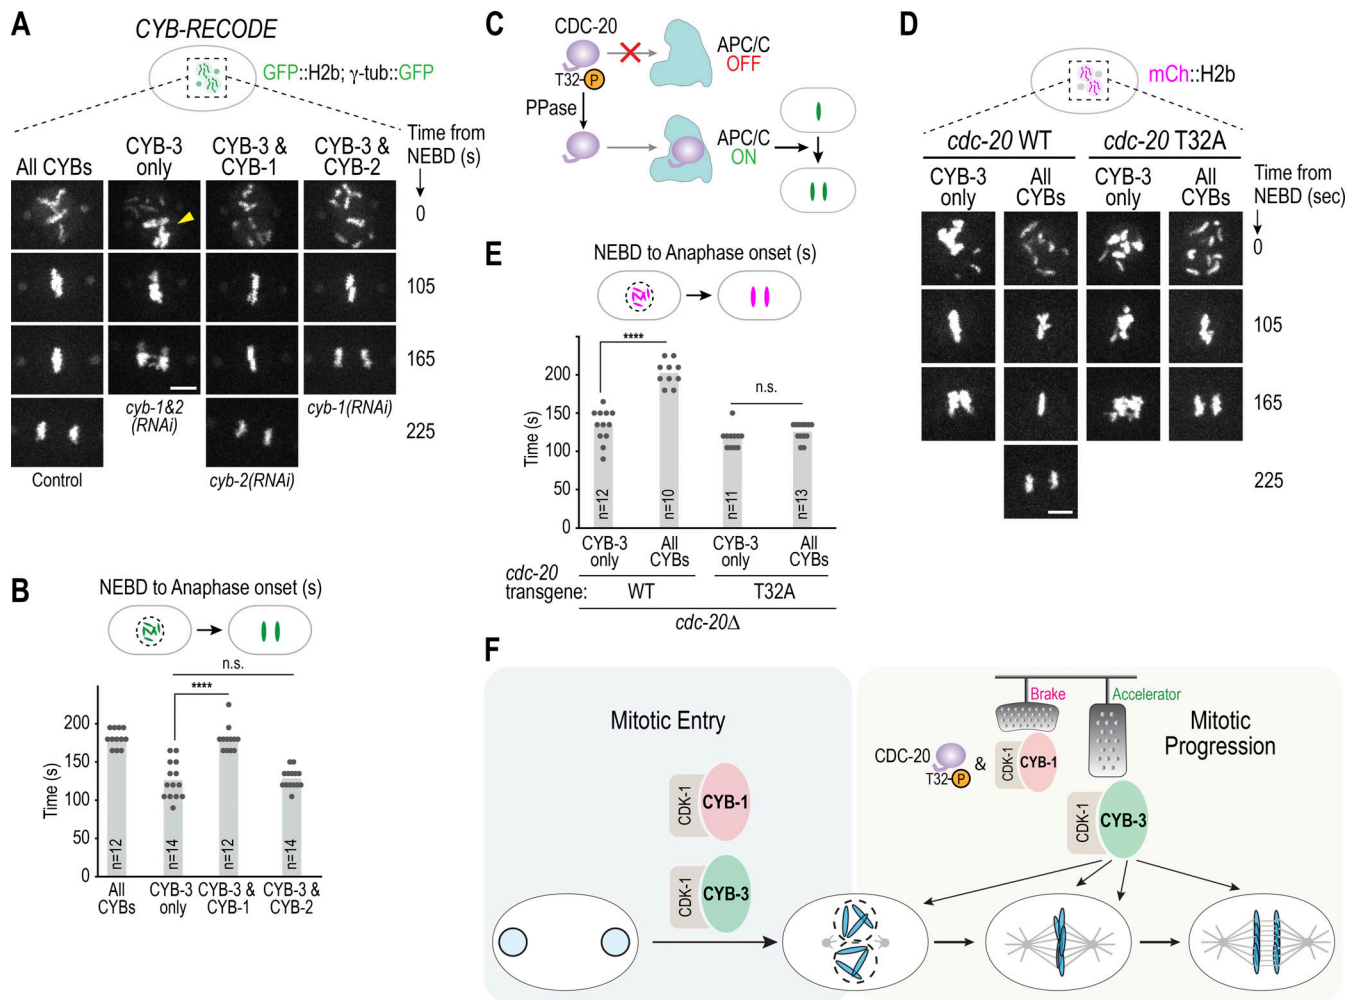 A
CYB-RECODE
GFP::H2b; γ-tub::GFP
Time from
NEBD (s)
All CYBs
CYB-3
only
CYB-3 &
CYB-1
CYB-3 &
CYB-2
0
105
165
225
Control
cyb-1&2
(RNAi)
cyb-2(RNAi)
cyb-1(RNAi)
B
NEBD to Anaphase onset (s)
n.s.
****
Time (s)
200
150
100
50
0
n=12
n=14
n=12
n=14
All
CYBs
CYB-3
only
CYB-3 &
CYB-1
CYB-3 &
CYB-2
C
CDC-20
T32-P
PPase
APC/C
OFF
APC/C
ON
D
mCh::H2b
cdc-20 WT
cdc-20 T32A
CYB-3
only
All
CYBs
CYB-3
only
All
CYBs
Time from
NEBD (sec)
0
105
165
225
E
NEBD to Anaphase onset (s)
****
n.s.
Time (s)
200
150
100
50
0
n=12
n=10
n=11
n=13
CYB-3
only
All
CYBs
CYB-3
only
All
CYBs
cdc-20
transgene:
WT
T32A
cdc-20Δ
F
Mitotic Entry
CDK-1
CYB-1
CDK-1
CYB-3
Brake
Accelerator
Mitotic
Progression
CDC-20
T32-P
&
CDK-1
CYB-1
CDK-1
CYB-3